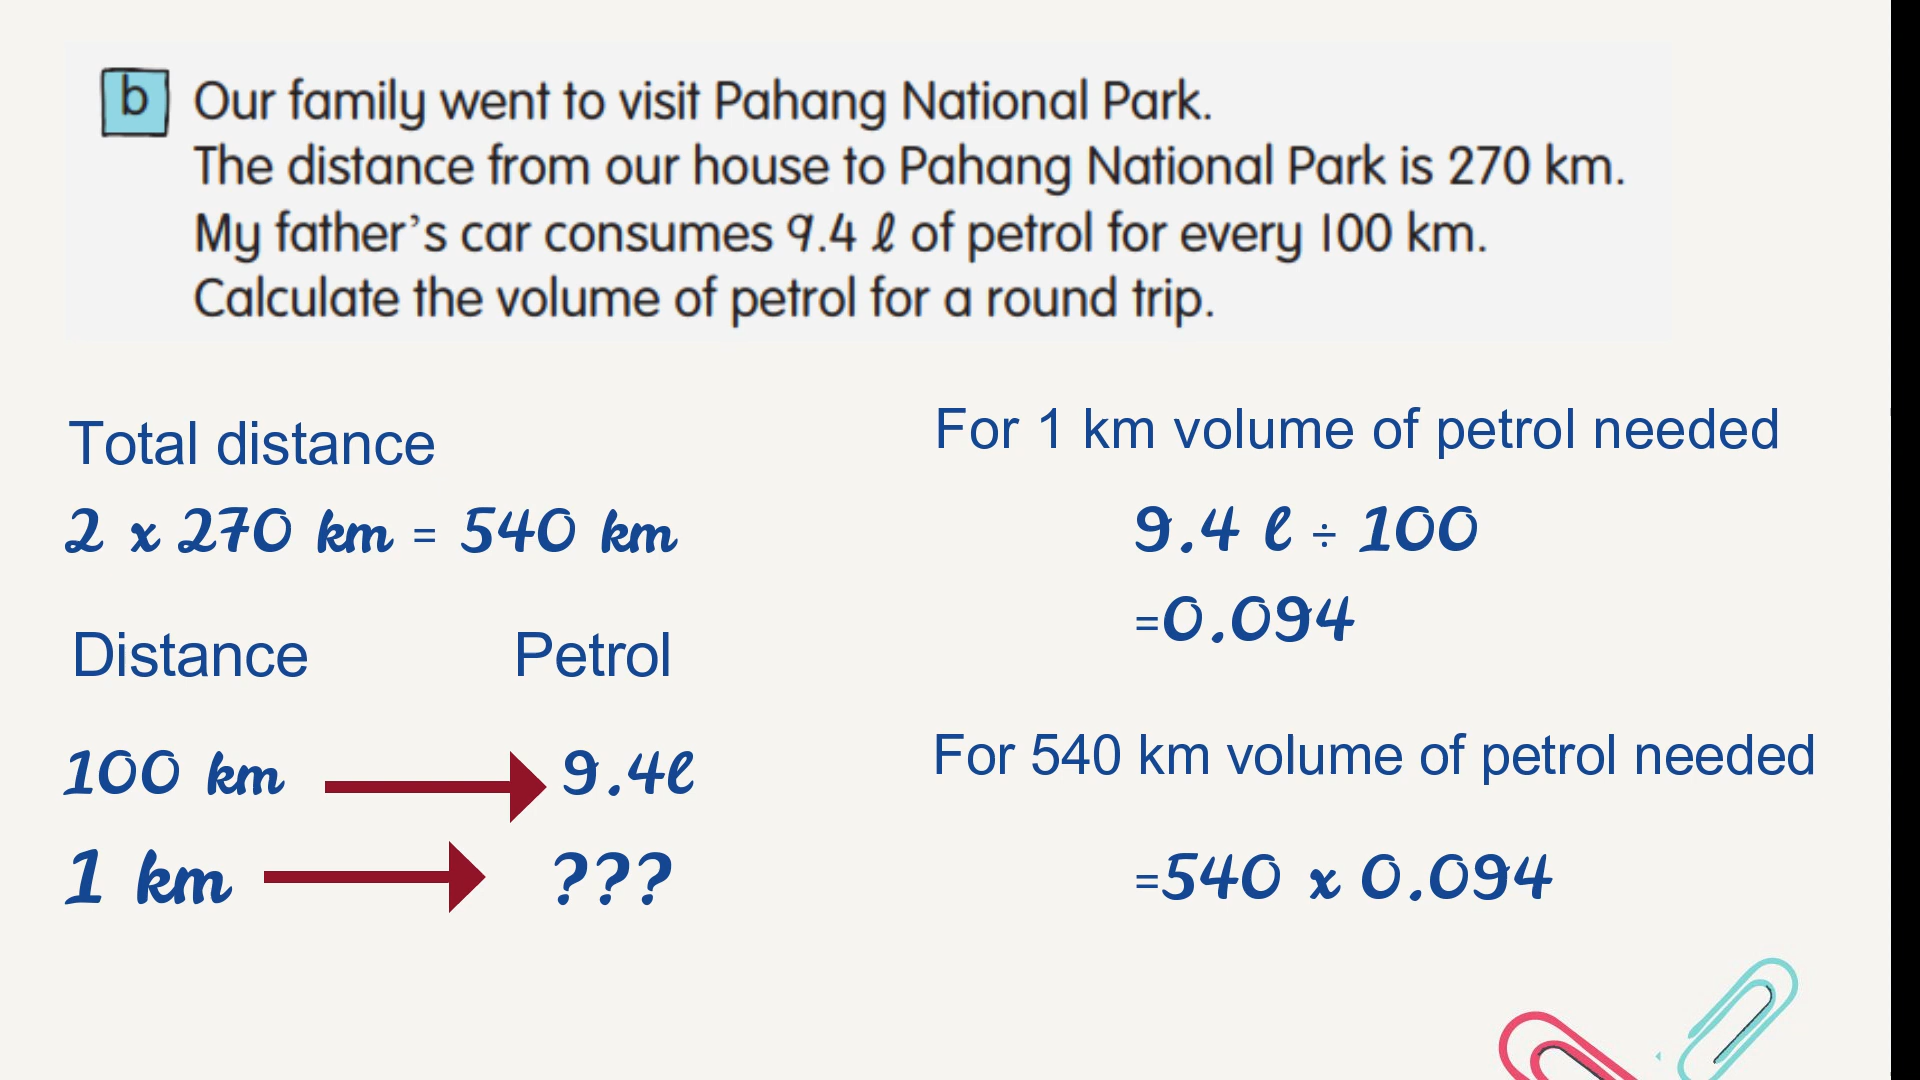 b Our family went to visit Pahang National Park.
The distance from our house to Pahang National Park is 270 km.
My father's car consumes 9.4 ℓ of petrol for every 100 km.
Calculate the volume of petrol for a round trip.
Total distance
2 x 270 km = 540 km
Distance Petrol
100 km 9.4ℓ
1 km ???
For 1 km volume of petrol needed
9.4 ℓ ÷ 100
=0.094
For 540 km volume of petrol needed
=540 x 0.094